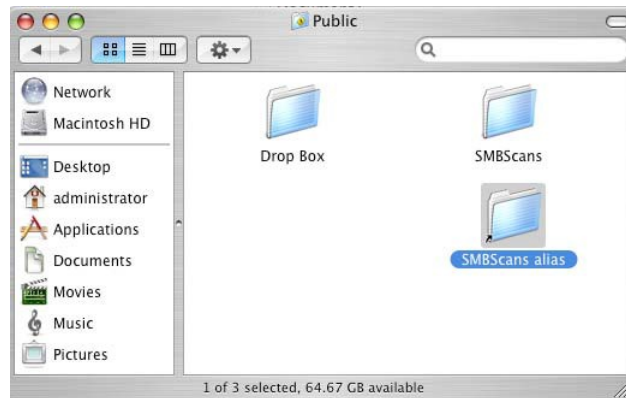 Public
Network
Macintosh HD
Desktop
administrator
Applications
Documents
Movies
Music
Pictures
Drop Box
SMBScans
SMBScans alias
1 of 3 selected, 64.67 GB available